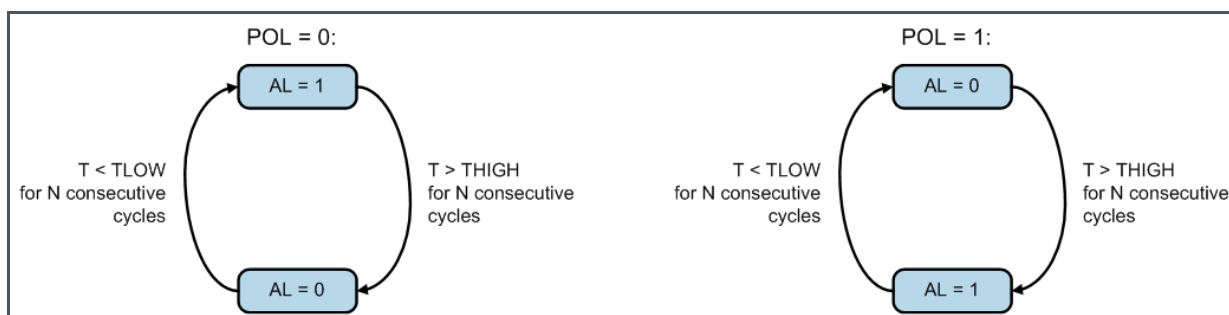 POL = 0:
AL = 1
T < TLOW
for N consecutive
cycles
T > THIGH
for N consecutive
cycles
AL = 0
POL = 1:
AL = 0
T < TLOW
for N consecutive
cycles
T > THIGH
for N consecutive
cycles
AL = 1